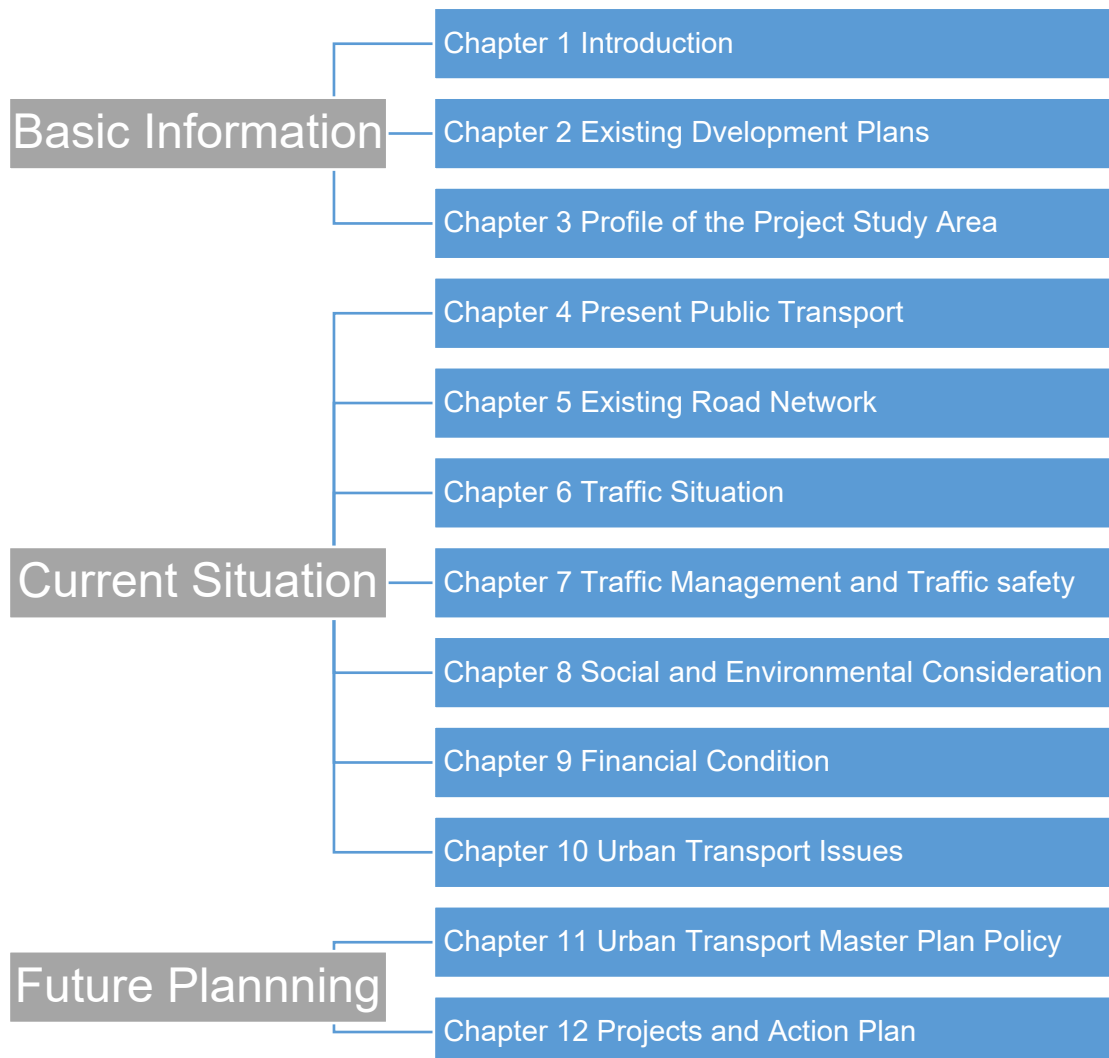 Basic Information
Chapter 1 Introduction
Chapter 2 Existing Dvelopment Plans
Chapter 3 Profile of the Project Study Area
Current Situation
Chapter 4 Present Public Transport
Chapter 5 Existing Road Network
Chapter 6 Traffic Situation
Chapter 7 Traffic Management and Traffic safety
Chapter 8 Social and Environmental Consideration
Chapter 9 Financial Condition
Chapter 10 Urban Transport Issues
Future Plannning
Chapter 11 Urban Transport Master Plan Policy
Chapter 12 Projects and Action Plan